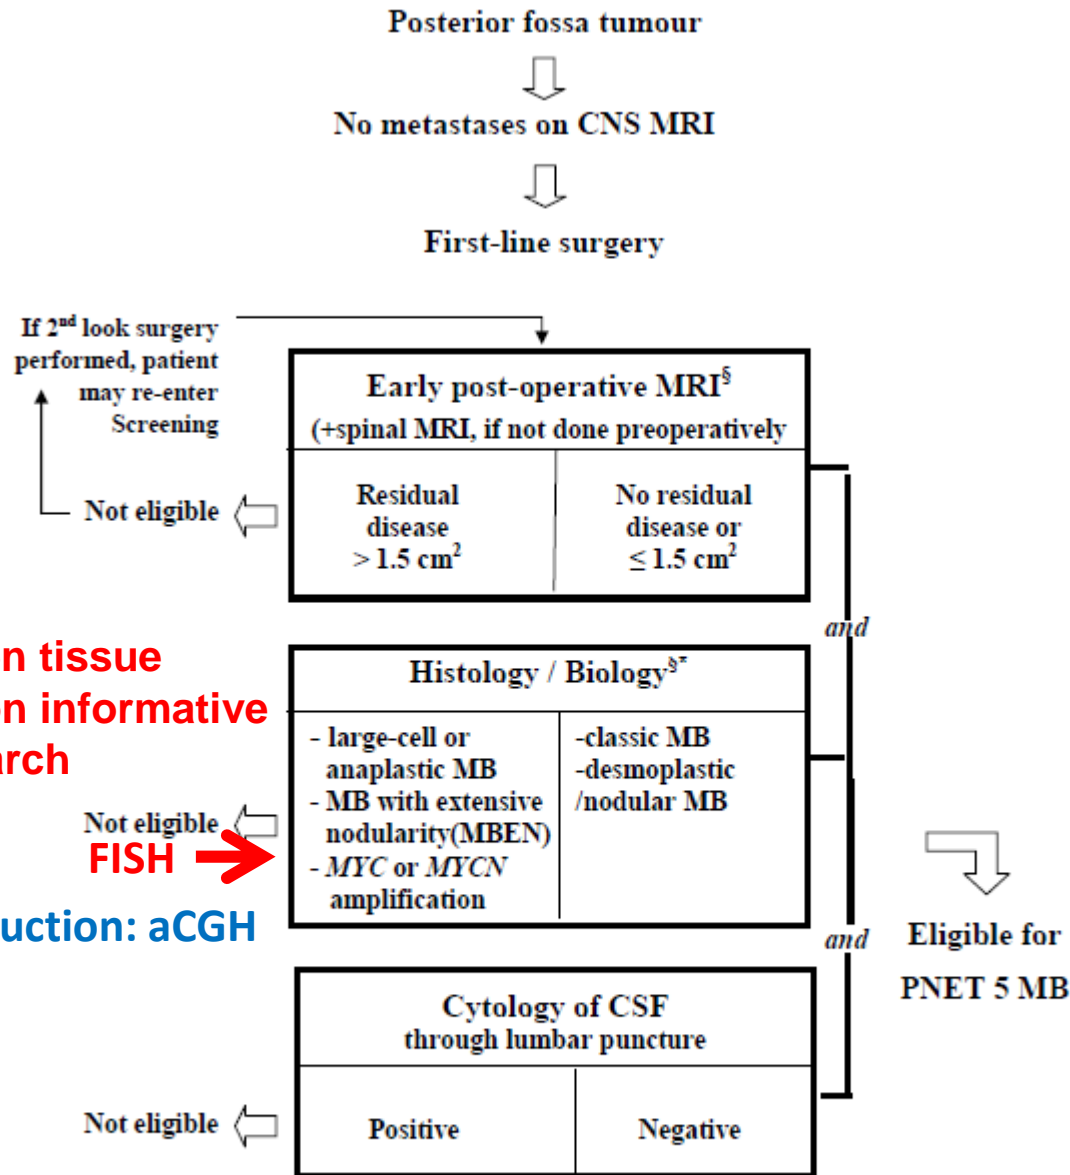 Posterior fossa tumour
No metastases on CNS MRI
First-line surgery
If 2nd look surgery
performed, patient
may re-enter
Screening
Not eligible
Early post-operative MRI§
(+spinal MRI, if not done preoperatively
Residual
disease
> 1.5 cm²
No residual
disease or
≤ 1.5 cm²
and
n tissue
n informative
arch
Not eligible
FISH
uction: aCGH
Histology / Biology§*
- large-cell or
anaplastic MB
- MB with extensive
nodularity(MBEN)
- MYC or MYCN
amplification
-classic MB
-desmoplastic
/nodular MB
and
Eligible for
PNET 5 MB
Cytology of CSF
through lumbar puncture
Not eligible
Positive
Negative